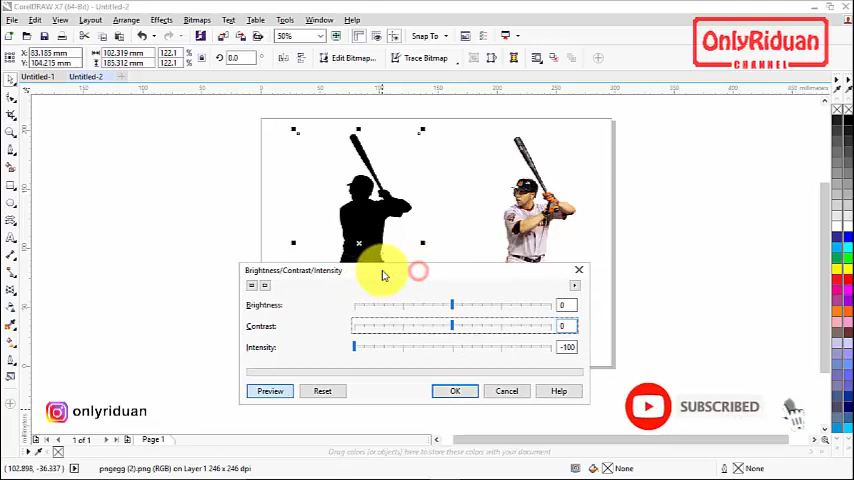 CorelDRAW X7 (64-Bit) - Untitled-2
File Edit View Layout Arrange Effects Bitmaps Text Table Tools Window Help
50% Snap To
X: 83.185 mm 102.319 mm 122.1 % 0.0 Edit Bitmap... Trace Bitmap
Y: 104.215 mm 185.312 mm 122.1 %
OnlyRiduan
CHANNEL
Untitled-1 Untitled-2
millimeters
Brightness/Contrast/Intensity
Brightness: 0
Contrast: 0
Intensity: -100
Preview Reset OK Cancel Help
onlyriduan
SUBSCRIBED
1 of 1 Page 1
Drag colors (or objects) here to store these colors with your document
(102.898, -36.337) pngegg (2).png (RGB) on Layer 1 246 x 246 dpi None None